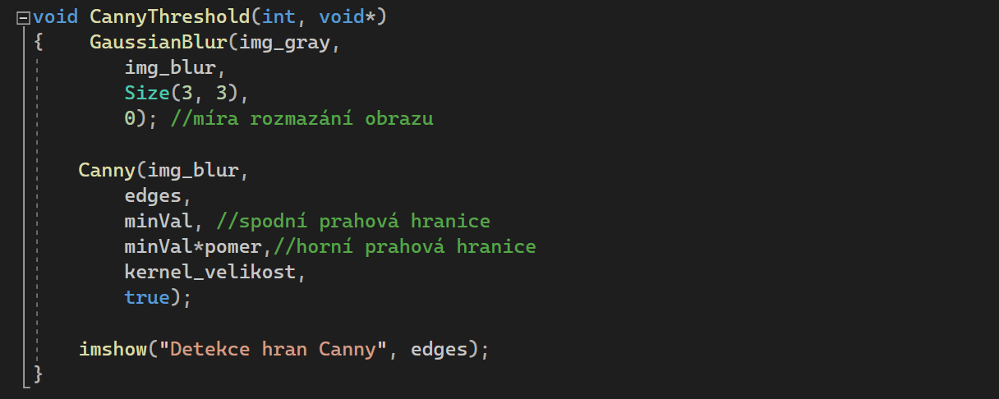 void CannyThreshold(int, void*)
{    GaussianBlur(img_gray,
        img_blur,
        Size(3, 3),
        0); //míra rozmazání obrazu

    Canny(img_blur,
        edges,
        minVal, //spodní prahová hranice
        minVal*pomer,//horní prahová hranice
        kernel_velikost,
        true);

    imshow("Detekce hran Canny", edges);
}